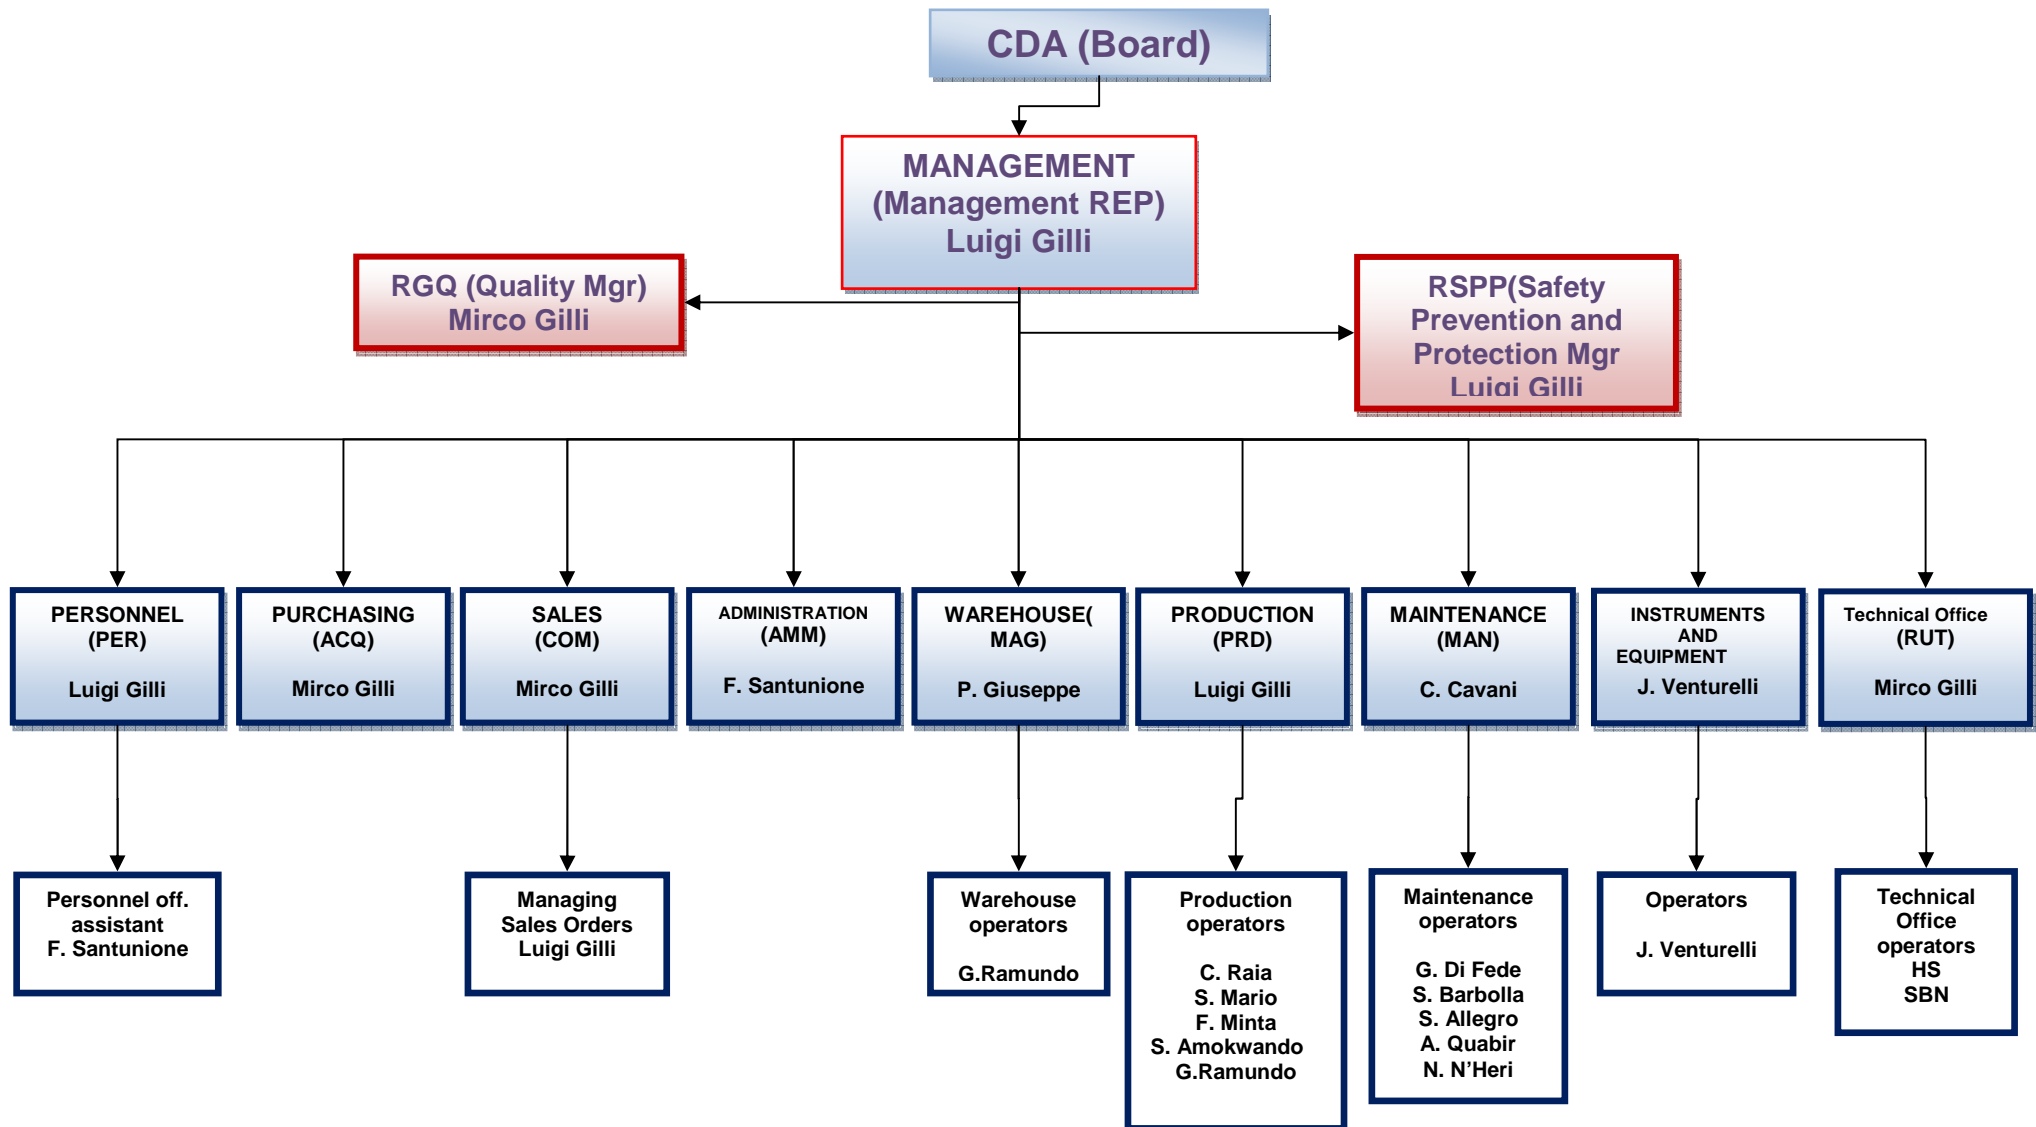 CDA (Board)
MANAGEMENT
(Management REP)
Luigi Gilli
RGQ (Quality Mgr)
Mirco Gilli
RSPP(Safety
Prevention and
Protection Mgr
Luigi Gilli
PERSONNEL
(PER)
Luigi Gilli
PURCHASING
(ACQ)
Mirco Gilli
SALES
(COM)
Mirco Gilli
ADMINISTRATION
(AMM)
F. Santunione
WAREHOUSE(
MAG)
P. Giuseppe
PRODUCTION
(PRD)
Luigi Gilli
MAINTENANCE
(MAN)
C. Cavani
INSTRUMENTS
AND
EQUIPMENT
J. Venturelli
Technical Office
(RUT)
Mirco Gilli
Personnel off.
assistant
F. Santunione
Managing
Sales Orders
Luigi Gilli
Warehouse
operators
G.Ramundo
Production
operators
C. Raia
S. Mario
F. Minta
S. Amokwando
G.Ramundo
Maintenance
operators
G. Di Fede
S. Barbolla
S. Allegro
A. Quabir
N. N’Heri
Operators
J. Venturelli
Technical
Office
operators
HS
SBN